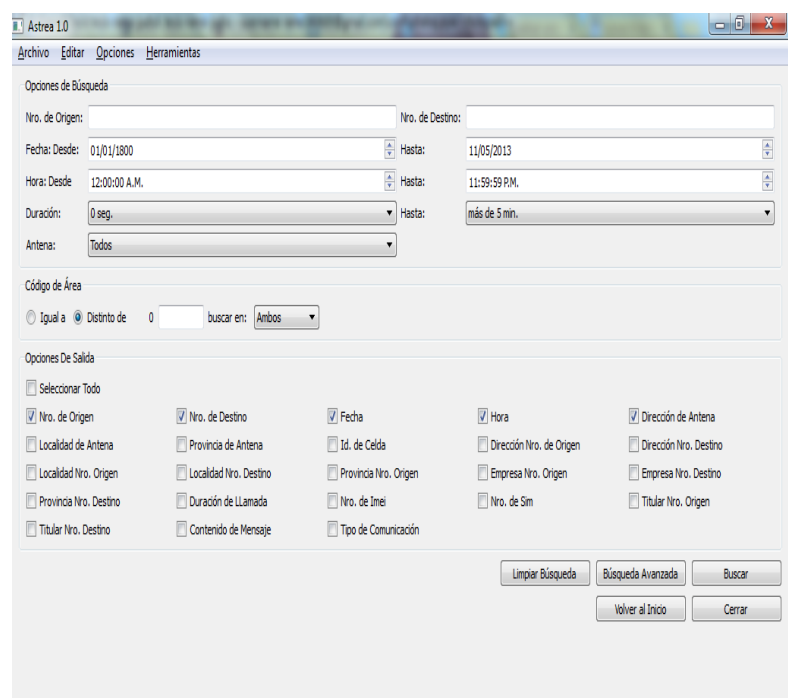 Astrea 1.0
Archivo Editar Opciones Herramientas
Opciones de Búsqueda
Nro. de Origen: Nro. de Destino:
Fecha: Desde: 01/01/1800 Hasta: 11/05/2013
Hora: Desde 12:00:00 A.M. Hasta: 11:59:59 P.M.
Duración: 0 seg. Hasta: más de 5 min.
Antena: Todos
Código de Área
Igual a Distinto de 0 buscar en: Ambos
Opciones De Salida
Seleccionar Todo
Nro. de Origen Nro. de Destino Fecha Hora Dirección de Antena
Localidad de Antena Provincia de Antena Id. de Celda Dirección Nro. de Origen Dirección Nro. Destino
Localidad Nro. Origen Localidad Nro. Destino Provincia Nro. Origen Empresa Nro. Origen Empresa Nro. Destino
Provincia Nro. Destino Duración de LLamada Nro. de Imei Nro. de Sim Titular Nro. Origen
Titular Nro. Destino Contenido de Mensaje Tipo de Comunicación
Limpiar Búsqueda Búsqueda Avanzada Buscar
Volver al Inicio Cerrar